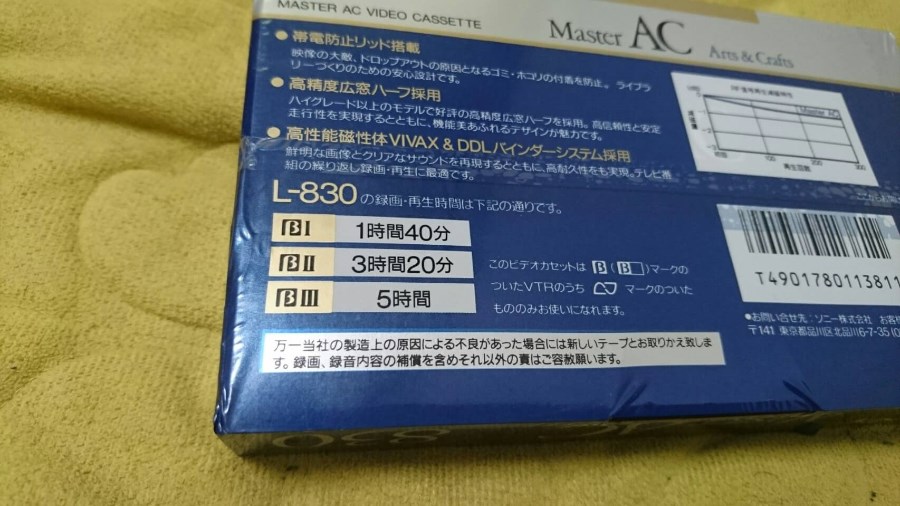 MASTER AC VIDEO CASSETTE
Master AC Arts & Crafts
●帯電防止リッド搭載
映像の大敵、ドロップアウトの原因となるゴミ・ホコリの付着を防止。ライブラ
リーづくりのための安心設計です。
●高精度広窓ハーフ採用
ハイグレード以上のモデルで好評の高精度広窓ハーフを採用。高信頼性と安定
走行性を実現するとともに、機能美あふれるデザインが魅力です。
●高性能磁性体VIVAX & DDLバインダーシステム採用
鮮明な画像とクリアなサウンドを再現するとともに、高耐久性をも実現。テレビ番
組の繰り返し録画・再生に最適です。
Master AC
100 200 300
再生回数
L-830の録画・再生時間は下記の通りです。
βI 1時間40分
βII 3時間20分
βIII 5時間
このビデオカセットは β (β) マークの
ついたVTRのうち マークのついた
もののみお使いになれます。
万一当社の製造上の原因による不良があった場合には新しいテープとお取りかえ致しま
す。録画、録音内容の補償を含めそれ以外の責はご容赦願います。
T4901780113811
●お問い合せ先:ソニー株式会社 お客様
〒141 東京都品川区北品川6-7-35
830